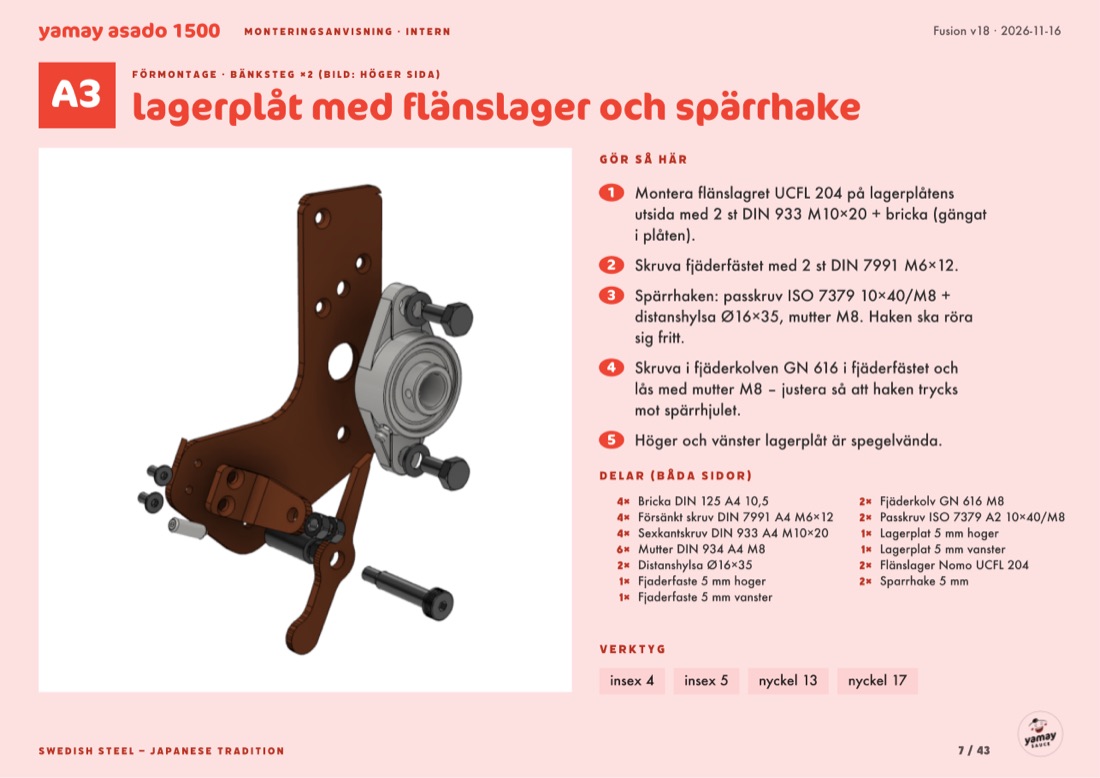 yamay asado 1500
MONTERINGSANVISNING · INTERN
Fusion v18 · 2026-11-16
A3
FÖRMONTAGE · BÄNKSTEG ×2 (BILD: HÖGER SIDA)
lagerplåt med flänslager och spärrhake
GÖR SÅ HÄR
1 Montera flänslagret UCFL 204 på lagerplåtens
utsida med 2 st DIN 933 M10×20 + bricka (gängat
i plåten).
2 Skruva fjäderfästet med 2 st DIN 7991 M6×12.
3 Spärrhaken: passkruv ISO 7379 10×40/M8 +
distanshylsa Ø16×35, mutter M8. Haken ska röra
sig fritt.
4 Skruva i fjäderkolven GN 616 i fjäderfästet och
lås med mutter M8 – justera så att haken trycks
mot spärrhjulet.
5 Höger och vänster lagerplåt är spegelvända.
DELAR (BÅDA SIDOR)
4× Bricka DIN 125 A4 10,5
4× Försänkt skruv DIN 7991 A4 M6×12
4× Sexkantskruv DIN 933 A4 M10×20
6× Mutter DIN 934 A4 M8
2× Distanshylsa Ø16×35
1× Fjaderfaste 5 mm hoger
1× Fjaderfaste 5 mm vanster
2× Fjäderkolv GN 616 M8
2× Passkruv ISO 7379 A2 10×40/M8
1× Lagerplat 5 mm hoger
1× Lagerplat 5 mm vanster
2× Flänslager Nomo UCFL 204
2× Sparrhake 5 mm
VERKTYG
insex 4
insex 5
nyckel 13
nyckel 17
SWEDISH STEEL – JAPANESE TRADITION
7 / 43
yamay
SAUCE